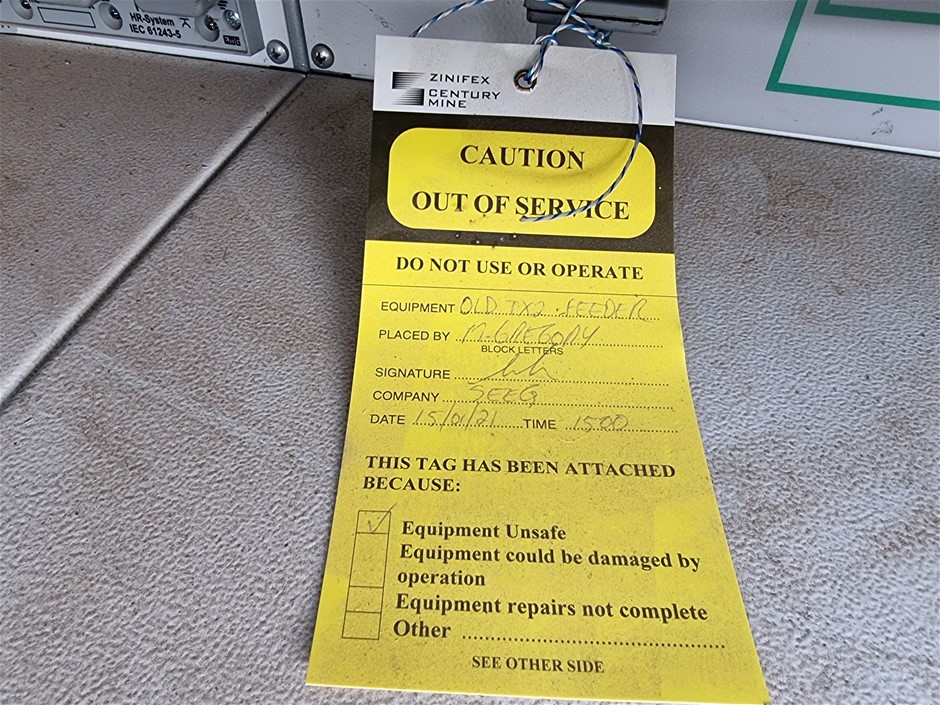 HR-System
IEC 61243-5
ZINIFEX
CENTURY
MINE
CAUTION
OUT OF SERVICE
DO NOT USE OR OPERATE
EQUIPMENT OLD TX2 FEEDER
PLACED BY M. GREGORY
BLOCK LETTERS
SIGNATURE
COMPANY SEEQ
DATE 15/01/21 TIME 1500
THIS TAG HAS BEEN ATTACHED
BECAUSE:
Equipment Unsafe
Equipment could be damaged by
operation
Equipment repairs not complete
Other
SEE OTHER SIDE